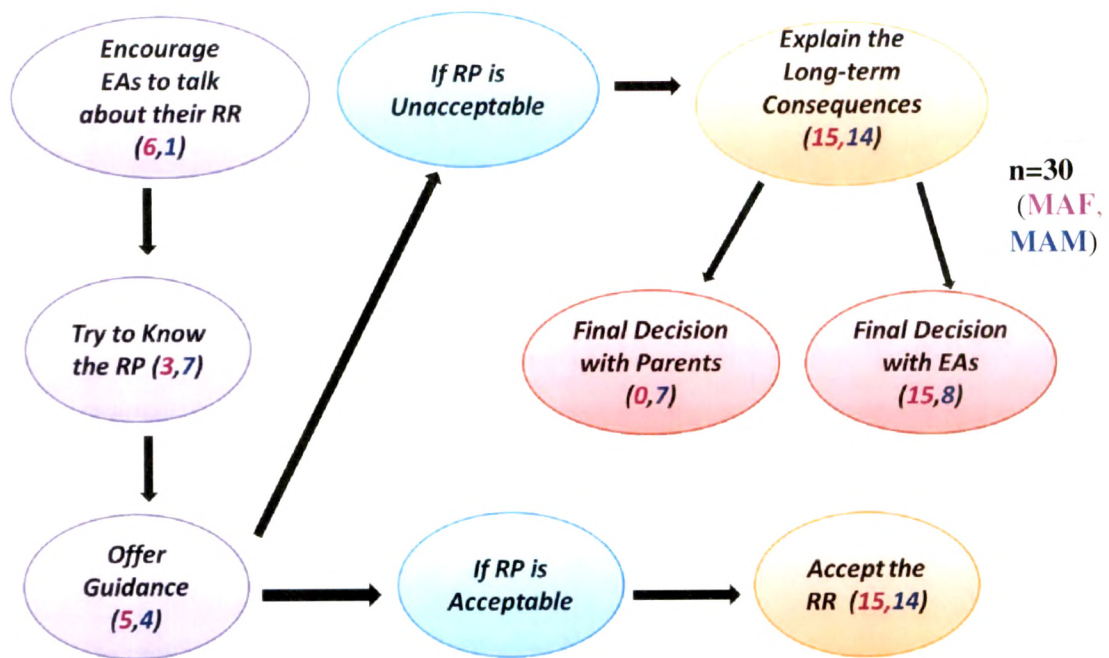 Encourage
EAs to talk
about their RR
(6,1)
If RP is
Unacceptable
Explain the
Long-term
Consequences
(15,14)
n=30
(MAF,
MAM)
Try to Know
the RP (3,7)
Final Decision
with Parents
(0,7)
Final Decision
with EAs
(15,8)
Offer
Guidance
(5,4)
If RP is
Acceptable
Accept the
RR (15,14)